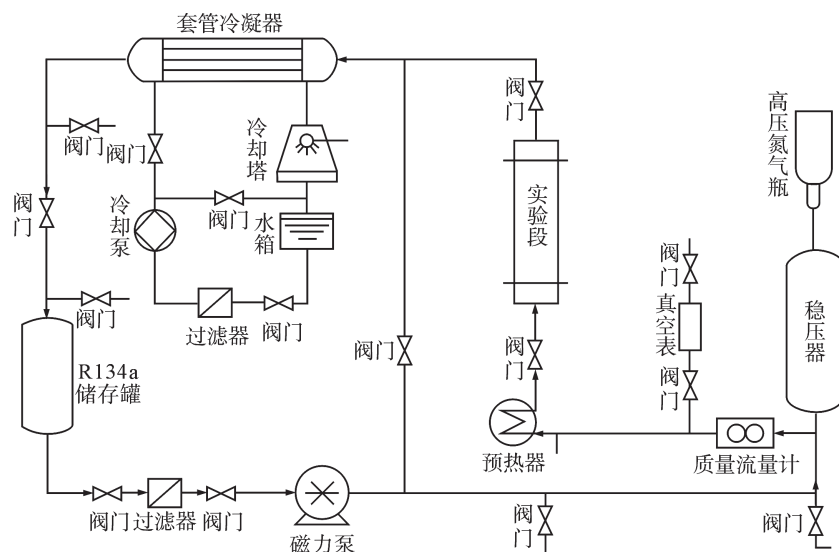 套管冷凝器
阀门
阀门
阀门
冷却塔
高压氮气瓶
阀门
冷却泵
阀门
水箱
实验段
阀门
过滤器
阀门
阀门
真空表
稳压器
阀门
阀门
阀门
R134a
储存罐
预热器
质量流量计
阀门
过滤器
阀门
磁力泵
阀门
阀门